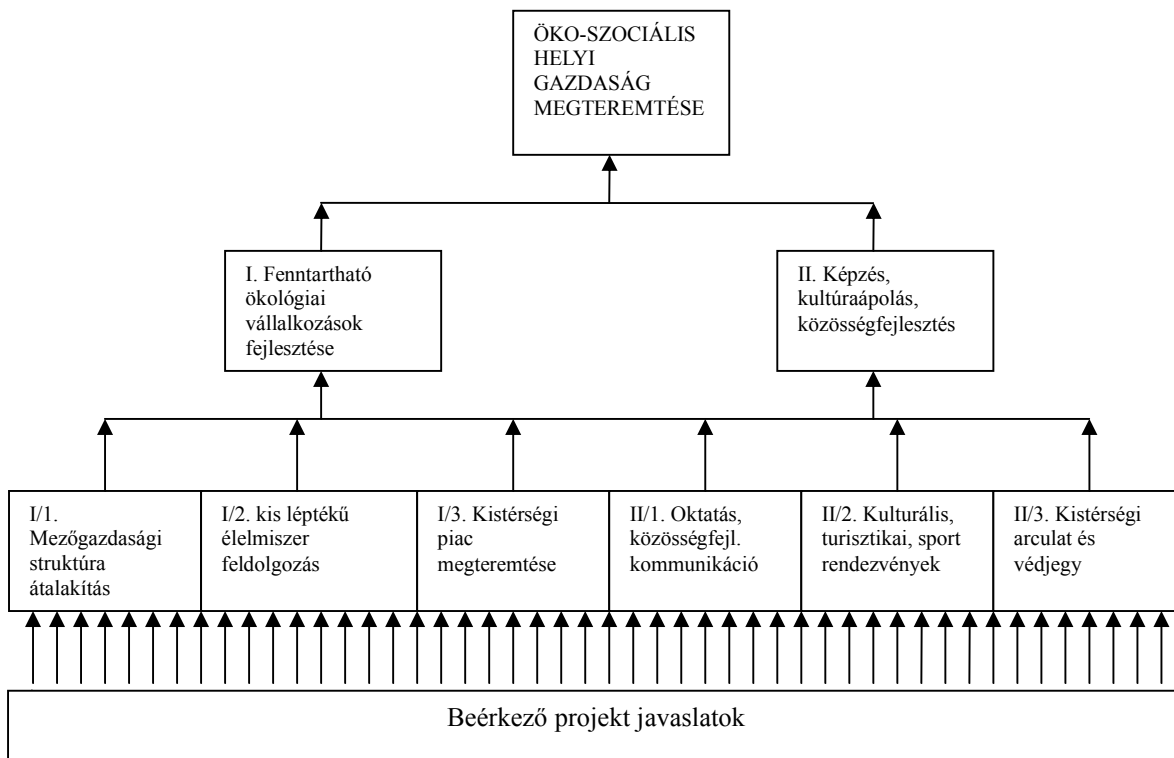 ÖKO-SZOCIÁLIS
HELYI
GAZDASÁG
MEGTEREMTÉSE
I. Fenntartható
ökológiai
vállalkozások
fejlesztése
II. Képzés,
kultúraápolás,
közösségfejlesztés
I/1.
Mezőgazdasági
struktúra
átalakítás
I/2. kis léptékű
élelmiszer
feldolgozás
I/3. Kistérségi
piac
megteremtése
II/1. Oktatás,
közösségfejl.
kommunikáció
II/2. Kulturális,
turisztikai, sport
rendezvények
II/3. Kistérségi
arculat és
védjegy
Beérkező projekt javaslatok